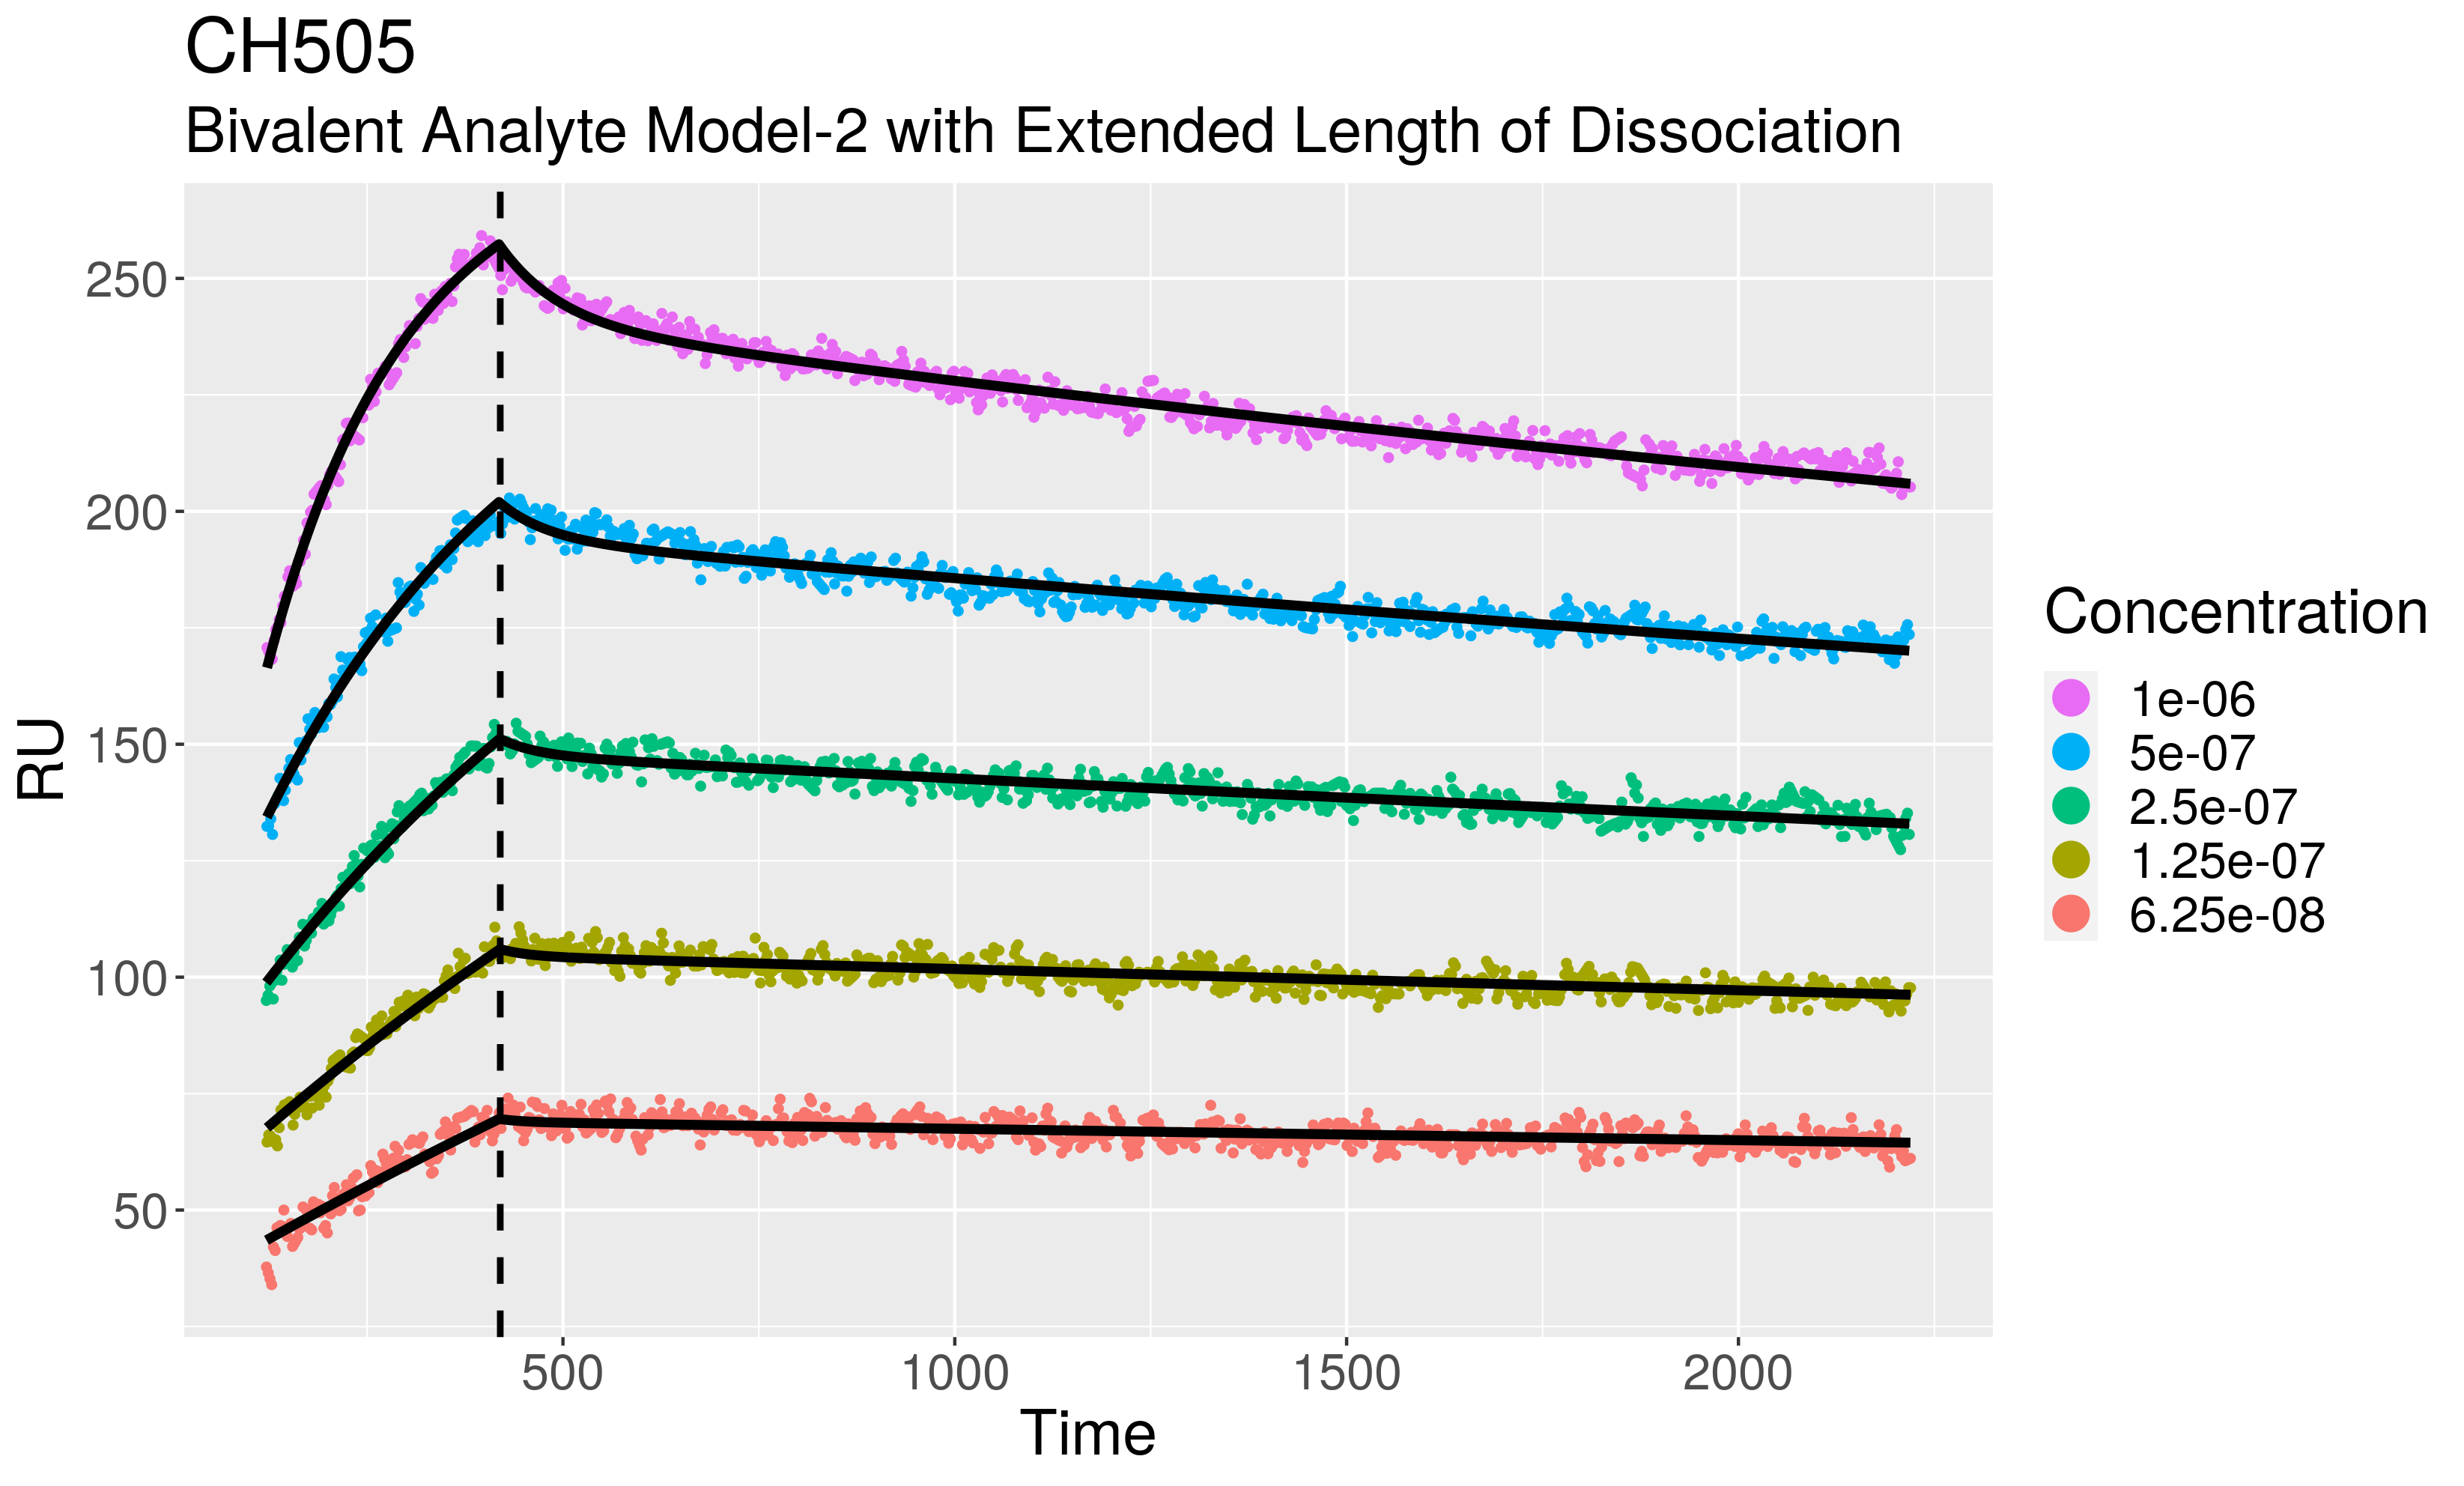 CH505
Bivalent Analyte Model-2 with Extended Length of Dissociation
RU
250
200
150
100
50
500 1000 1500 2000
Time
Concentration
1e-06
5e-07
2.5e-07
1.25e-07
6.25e-08